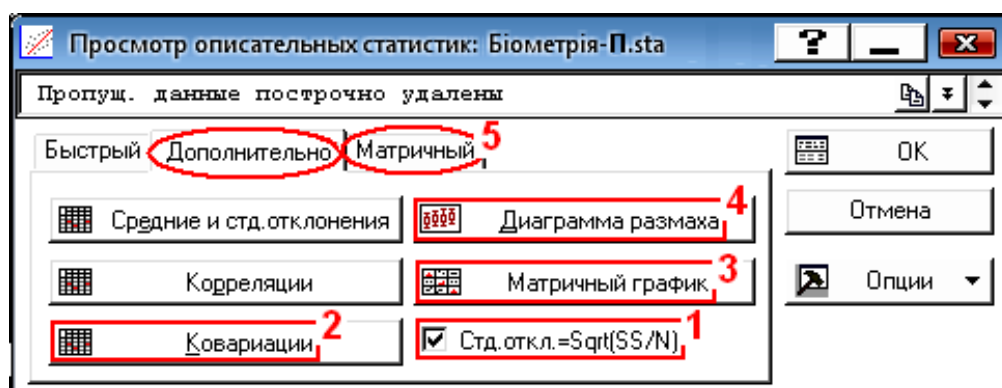 Просмотр описательных статистик: Біометрія-П.sta ?
Пропущ. данные построчно удалены
Быстрый Дополнительно Матричный 5
OK
Средние и стд.отклонения Диаграмма размаха 4
Отмена
Корреляции Матричный график 3
Опции
Ковариации 2 Стд.откл.=Sqrt(SS/N) 1